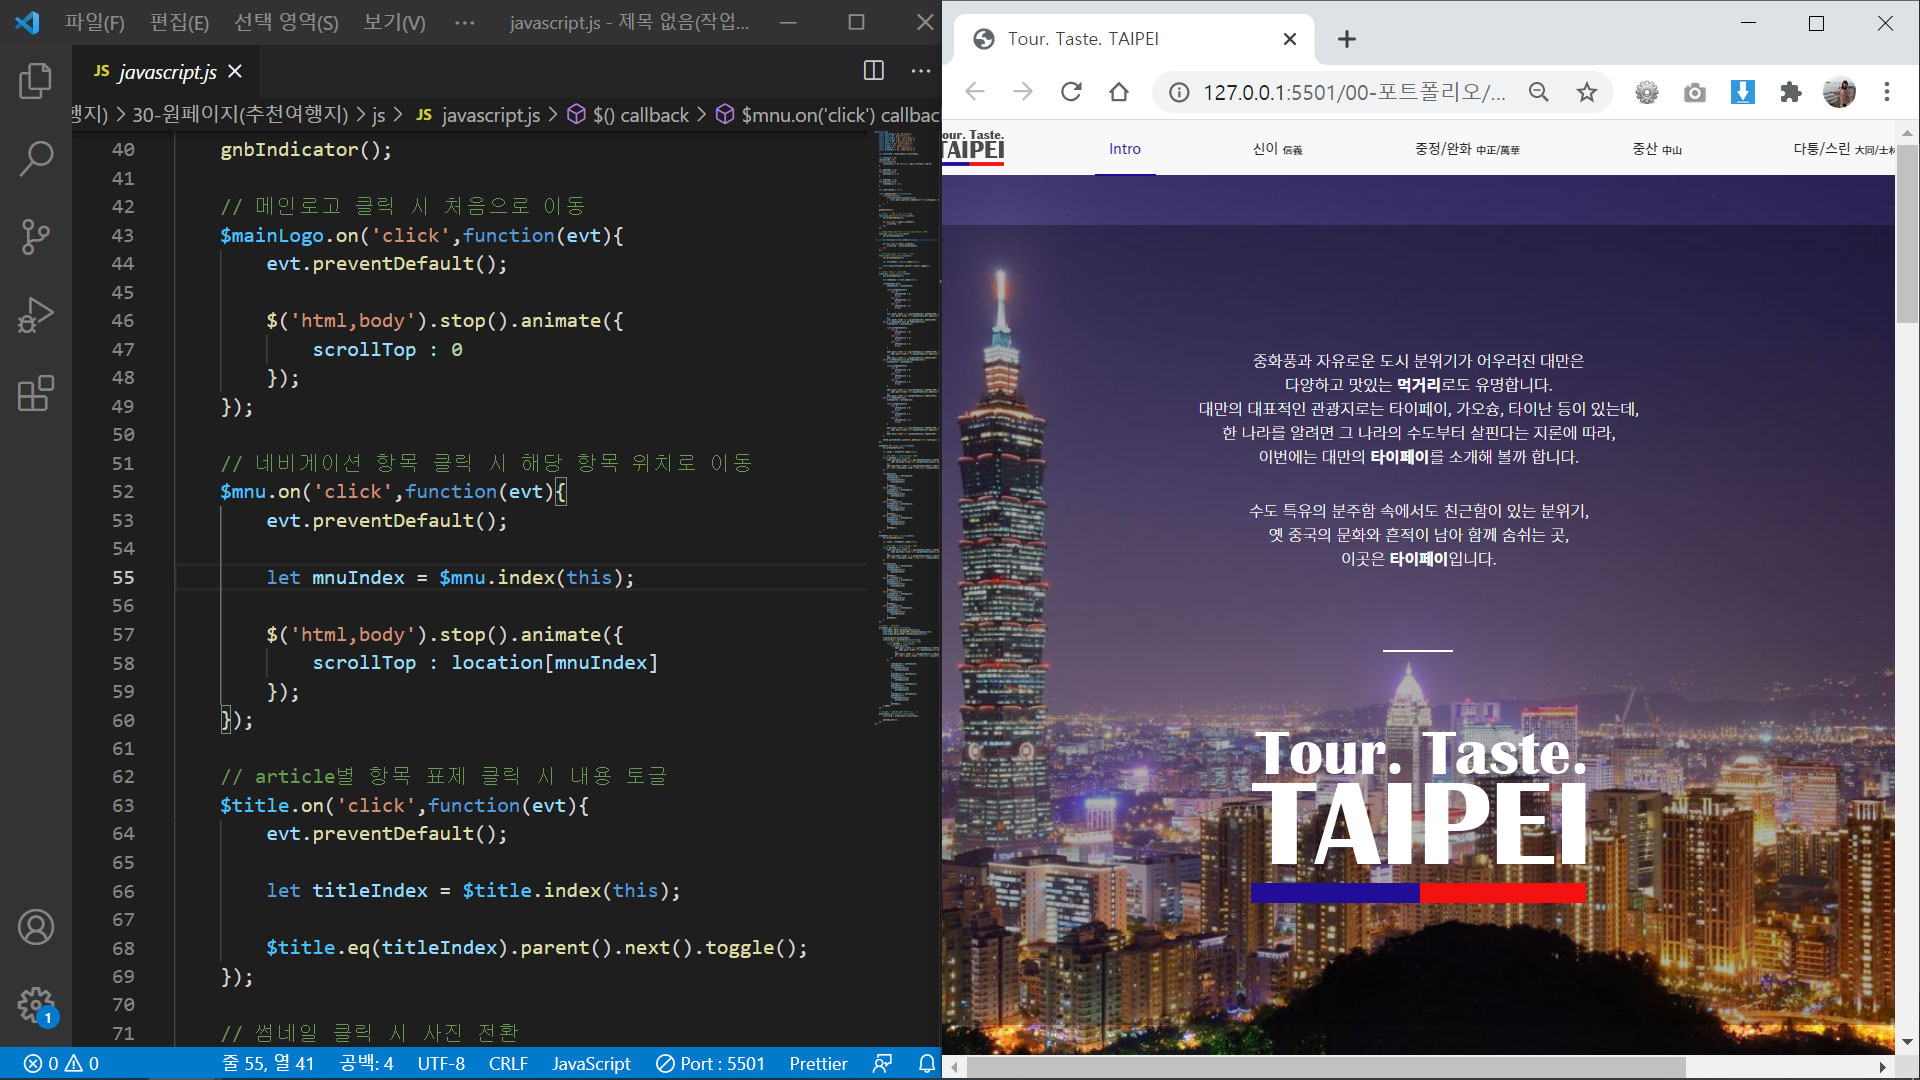 파일(F) 편집(E) 선택 영역(S) 보기(V) ··· javascript.js - 제목 없음(작업...
JS javascript.js
행지) > 30-원페이지(추천여행지) > js > JS javascript.js > $() callback > $mnu.on('click') callbac
40 gnbIndicator();
41
42 // 메인로고 클릭 시 처음으로 이동
43 $mainLogo.on('click',function(evt){
44 evt.preventDefault();
45
46 $('html,body').stop().animate({
47 scrollTop : 0
48 });
49 });
50
51 // 네비게이션 항목 클릭 시 해당 항목 위치로 이동
52 $mnu.on('click',function(evt){
53 evt.preventDefault();
54
55 let mnuIndex = $mnu.index(this);
56
57 $('html,body').stop().animate({
58 scrollTop : location[mnuIndex]
59 });
60 });
61
62 // article별 항목 표제 클릭 시 내용 토글
63 $title.on('click',function(evt){
64 evt.preventDefault();
65
66 let titleIndex = $title.index(this);
67
68 $title.eq(titleIndex).parent().next().toggle();
69 });
70
71 // 썸네일 클릭 시 사진 전환
1
0 0 줄 55, 열 41 공백: 4 UTF-8 CRLF JavaScript Port : 5501 Prettier
Tour. Taste. TAIPEI
127.0.0.1:5501/00-포트폴리오/...
our. Taste.
TAIPEI
Intro 신이 信義 중정/완화 中正/萬華 중산 中山 다퉁/스린 大同/士林
중화풍과 자유로운 도시 분위기가 어우러진 대만은
다양하고 맛있는 먹거리로도 유명합니다.
대만의 대표적인 관광지로는 타이페이, 가오슝, 타이난 등이 있는데,
한 나라를 알려면 그 나라의 수도부터 살핀다는 지론에 따라,
이번에는 대만의 타이페이를 소개해 볼까 합니다.
수도 특유의 분주함 속에서도 친근함이 있는 분위기,
옛 중국의 문화와 흔적이 남아 함께 숨쉬는 곳,
이곳은 타이페이입니다.
Tour. Taste.
TAIPEI